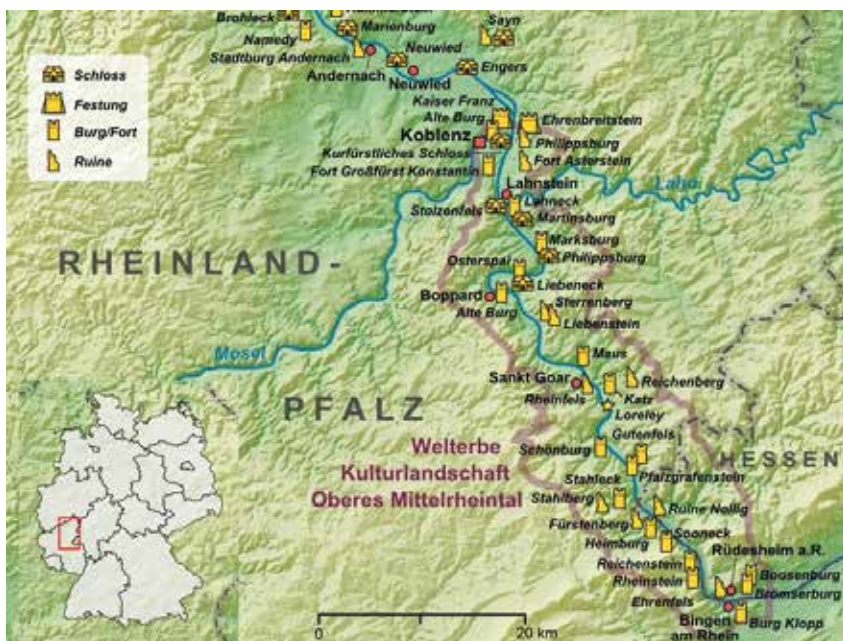 Brohleck
Marienburg
Sayn
Namedy
Stadtburg Andernach
Neuwied
Andernach
Neuwied
Engers
Schloss
Festung
Burg/Fort
Ruine
Kaiser Franz
Alte Burg
Ehrenbreitstein
Koblenz
Philippsburg
Kurfürstliches Schloss
Fort Asterstein
Fort Großfürst Konstantin
Lahnstein
Lahn
Lahneck
Stolzenfels
Martinsburg
Marksburg
RHEINLAND-
Philippsburg
Osterspai
Liebeneck
Boppard
Sterrenberg
Alte Burg
Liebenstein
Mosel
Maus
Sankt Goar
Reichenberg
Rheinfels
Katz
Loreley
PFALZ
Gutenfels
Welterbe
Schönburg
HESSEN
Kulturlandschaft
Pfalzgrafenstein
Stahleck
Oberes Mittelrheintal
Stahlberg
Ruine Nollig
Fürstenberg
Sooneck
Heimburg
Rüdesheim a.R.
Reichenstein
Boosenburg
Rheinstein
Brömserburg
Ehrenfels
Bingen
am Rhein
Burg Klopp
0
20 km